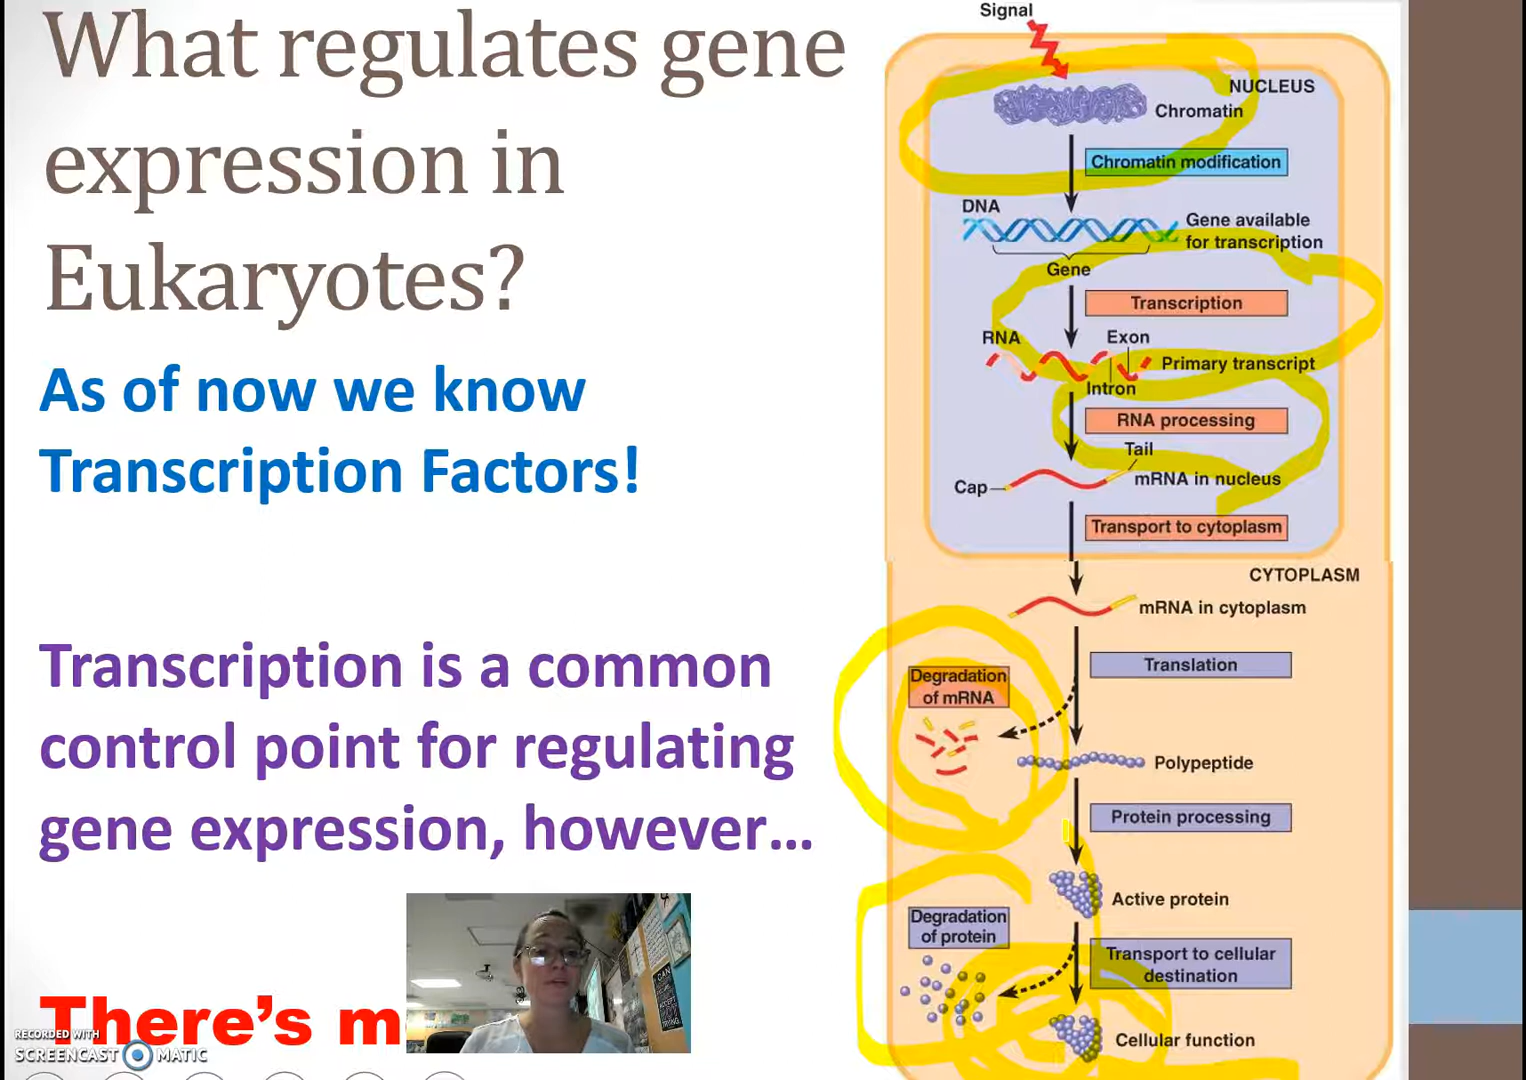 What regulates gene
expression in
Eukaryotes?
As of now we know
Transcription Factors!
Transcription is a common
control point for regulating
gene expression, however...
There's m
RECORDED WITH
SCREENCAST MATIC
Signal
NUCLEUS
Chromatin
Chromatin modification
DNA
Gene available
for transcription
Gene
Transcription
RNA
Exon
Primary transcript
Intron
RNA processing
Tail
Cap
mRNA in nucleus
Transport to cytoplasm
CYTOPLASM
mRNA in cytoplasm
Translation
Degradation
of mRNA
Polypeptide
Protein processing
Active protein
Degradation
of protein
Transport to cellular
destination
Cellular function